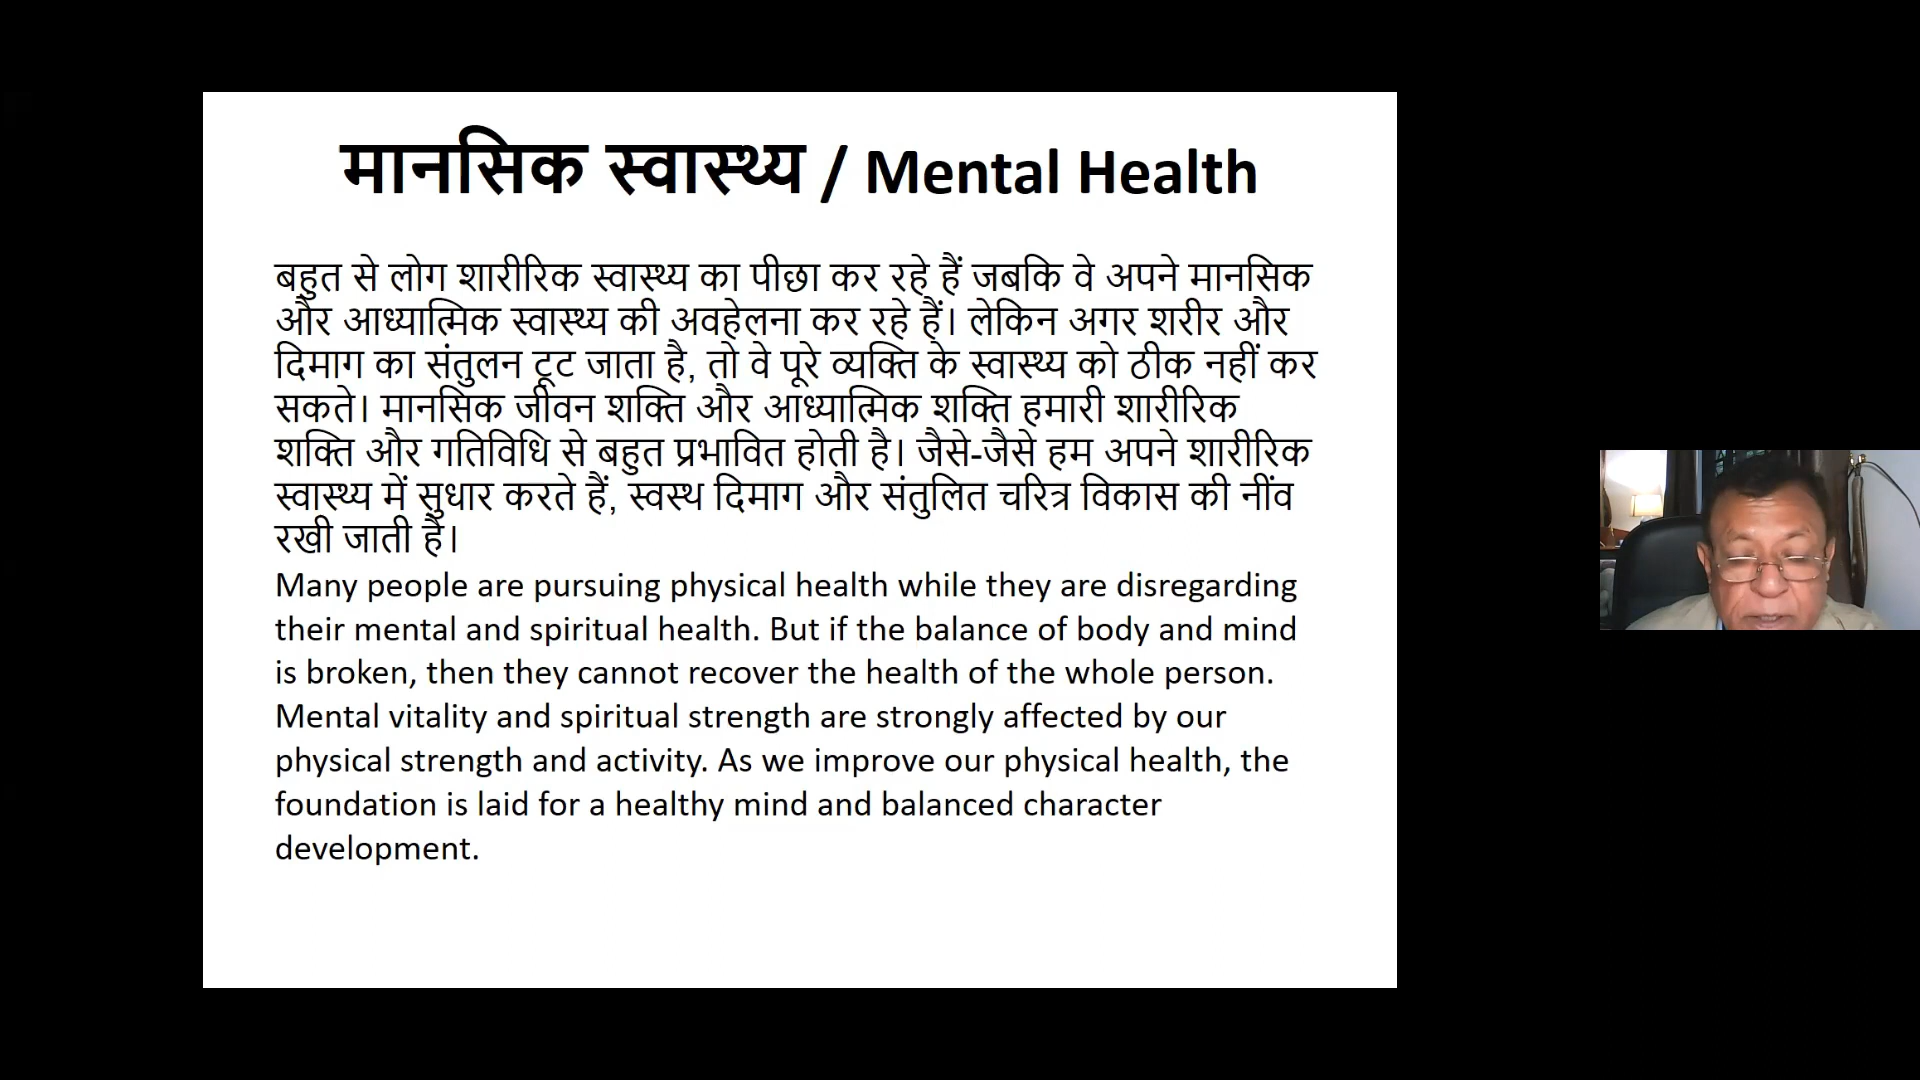 मानसिक स्वास्थ्य / Mental Health
बहुत से लोग शारीरिक स्वास्थ्य का पीछा कर रहे हैं जबकि वे अपने मानसिक
और आध्यात्मिक स्वास्थ्य की अवहेलना कर रहे हैं। लेकिन अगर शरीर और
दिमाग का संतुलन टूट जाता है, तो वे पूरे व्यक्ति के स्वास्थ्य को ठीक नहीं कर
सकते। मानसिक जीवन शक्ति और आध्यात्मिक शक्ति हमारी शारीरिक
शक्ति और गतिविधि से बहुत प्रभावित होती है। जैसे-जैसे हम अपने शारीरिक
स्वास्थ्य में सुधार करते हैं, स्वस्थ दिमाग और संतुलित चरित्र विकास की नींव
रखी जाती है।
Many people are pursuing physical health while they are disregarding
their mental and spiritual health. But if the balance of body and mind
is broken, then they cannot recover the health of the whole person.
Mental vitality and spiritual strength are strongly affected by our
physical strength and activity. As we improve our physical health, the
foundation is laid for a healthy mind and balanced character
development.